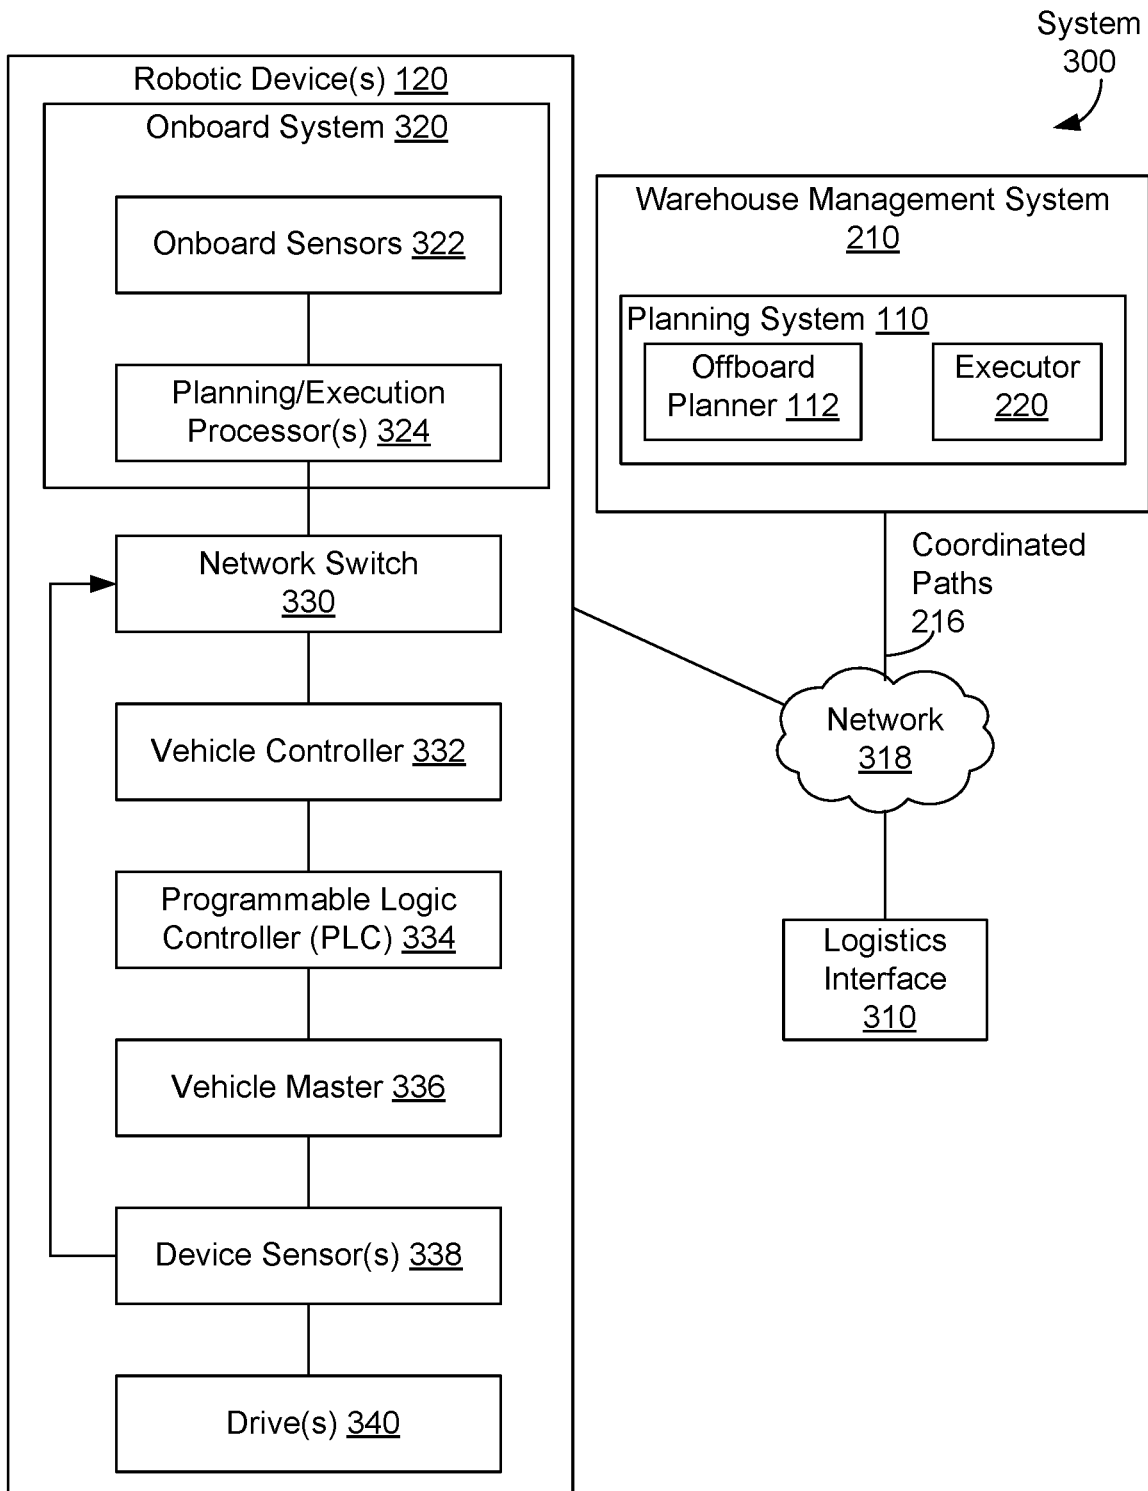 System
300
Robotic Device(s) 120
Onboard System 320
Onboard Sensors 322
Planning/Execution
Processor(s) 324
Network Switch
330
Vehicle Controller 332
Programmable Logic
Controller (PLC) 334
Vehicle Master 336
Device Sensor(s) 338
Drive(s) 340
Warehouse Management System
210
Planning System 110
Offboard
Planner 112
Executor
220
Coordinated
Paths
216
Network
318
Logistics
Interface
310